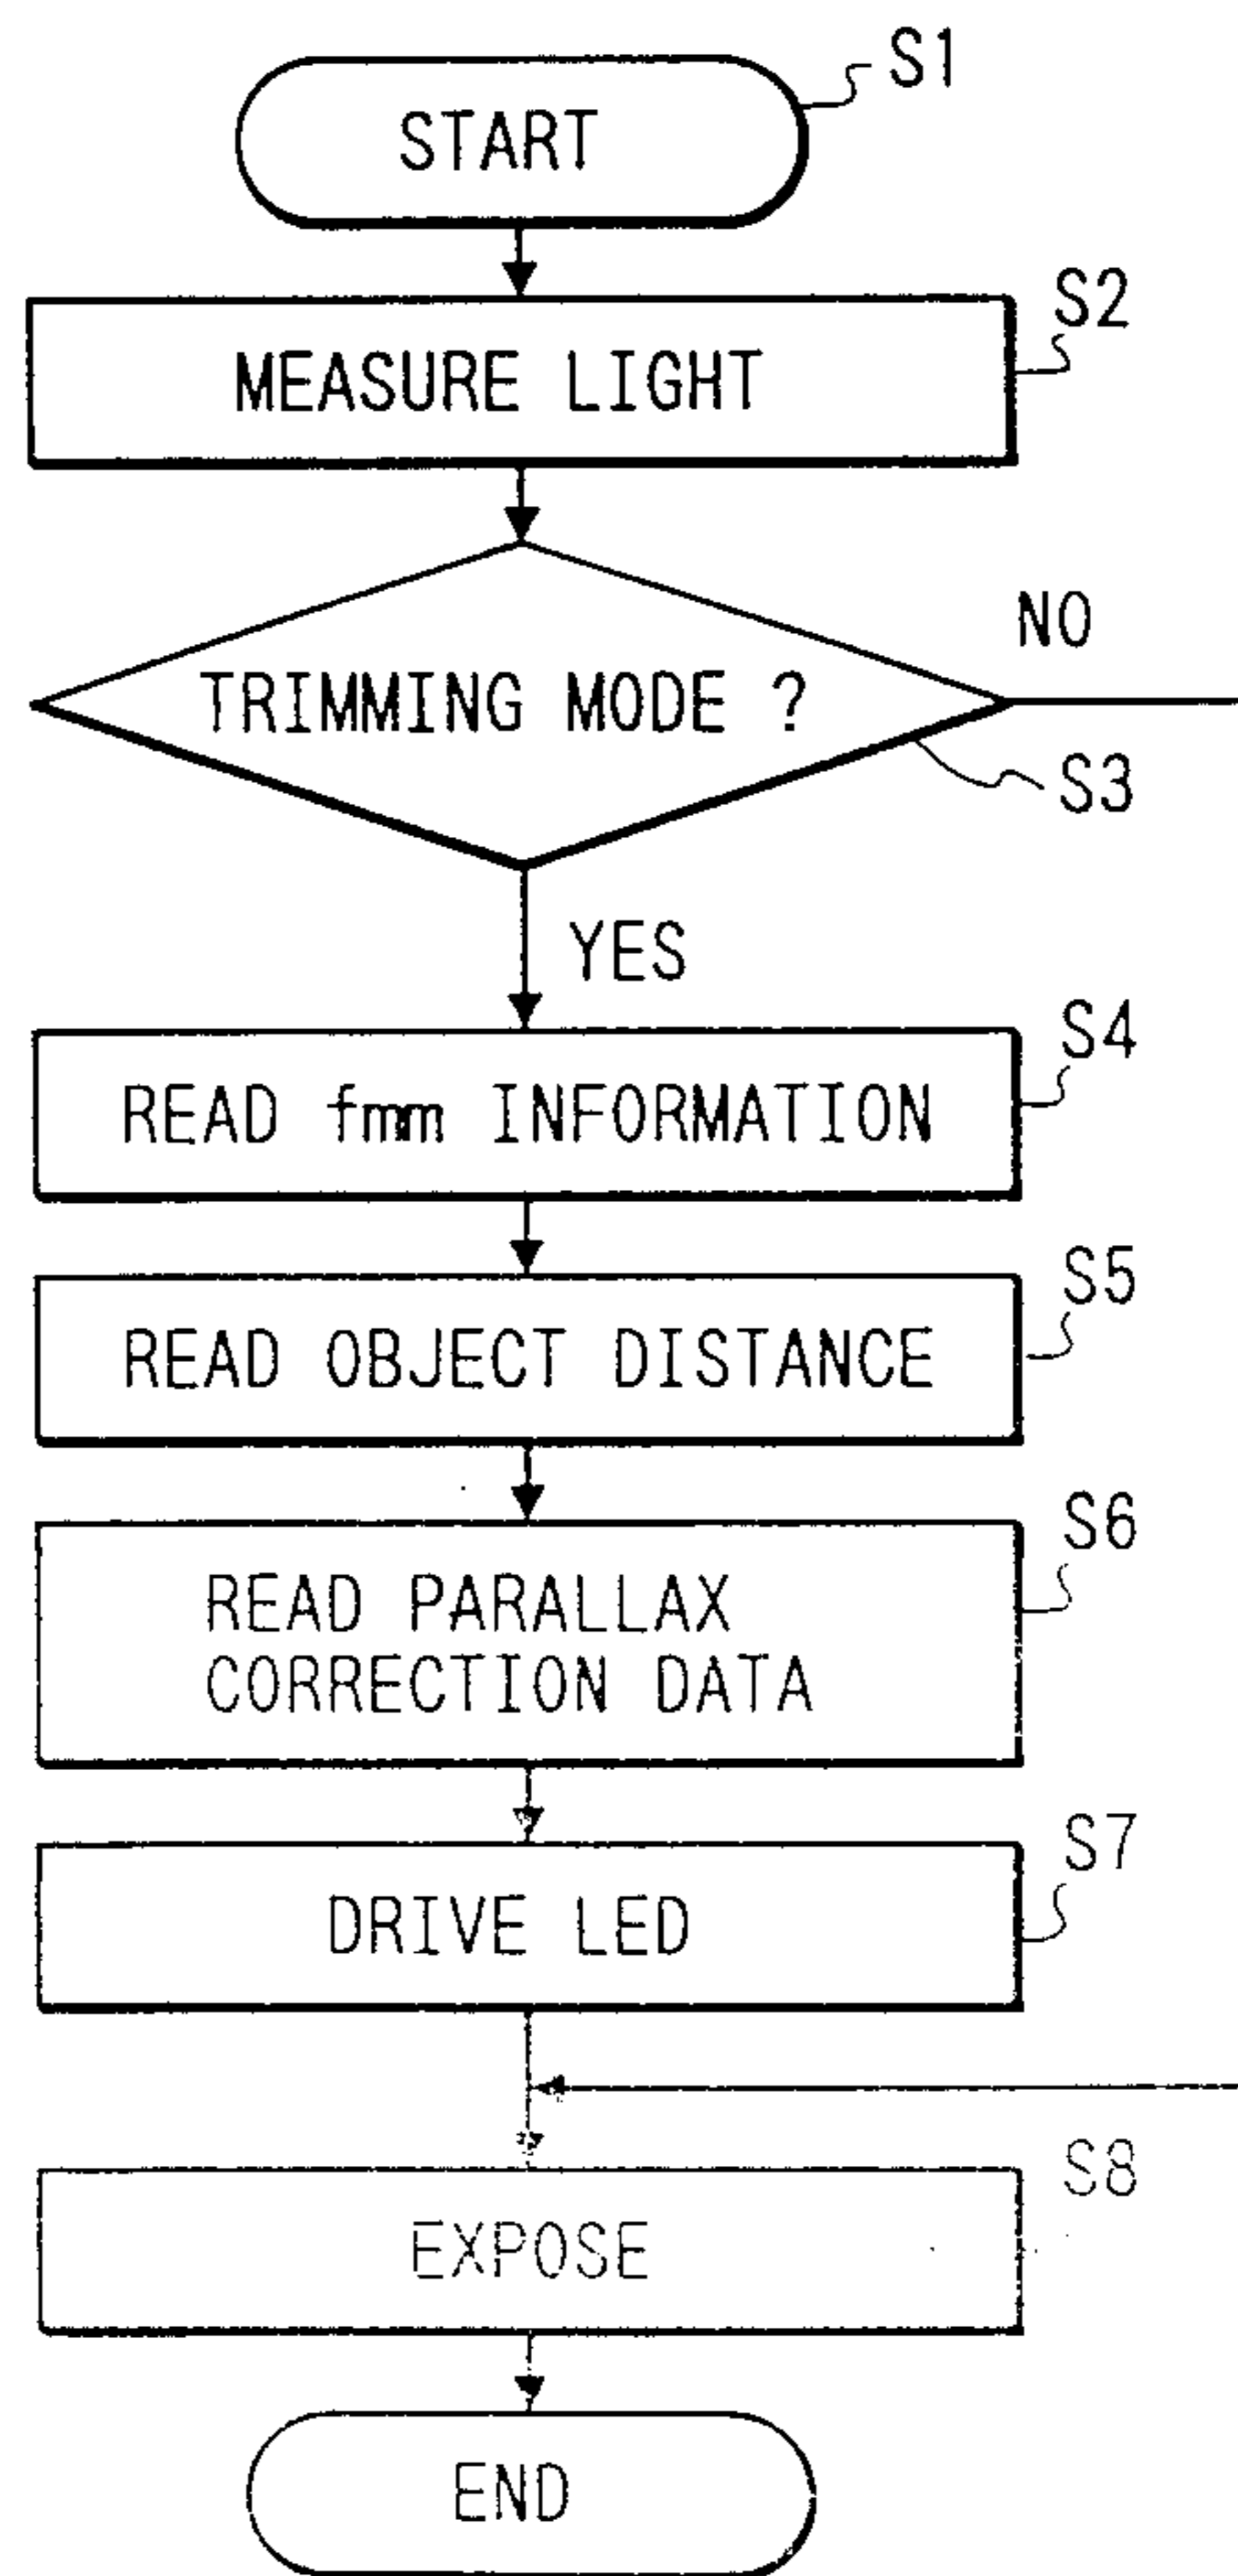 START
S1
MEASURE LIGHT
S2
TRIMMING MODE ?
NO
S3
YES
READ fmm INFORMATION
S4
READ OBJECT DISTANCE
S5
READ PARALLAX
CORRECTION DATA
S6
DRIVE LED
S7
EXPOSE
S8
END